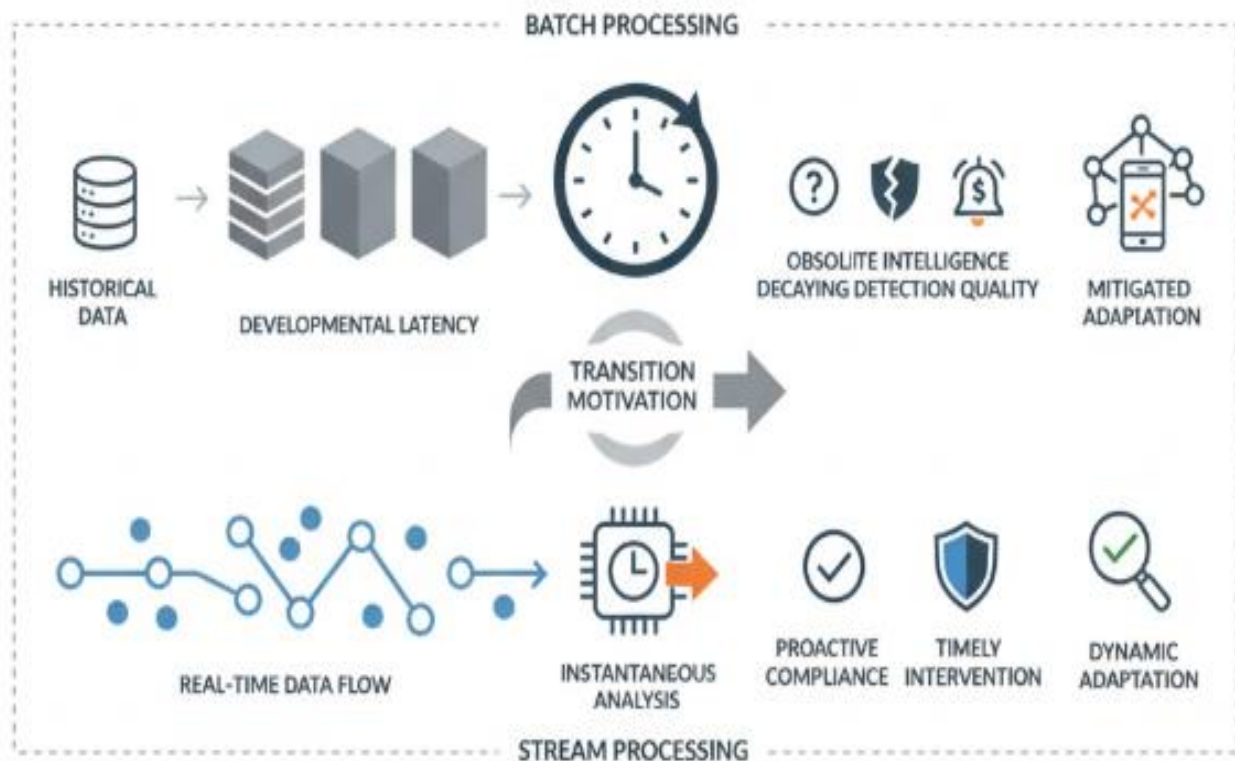 BATCH PROCESSING
HISTORICAL
DATA
DEVELOPMENTAL LATENCY
?
$
OBSOLITE INTELLIGENCE
DECAYING DETECTION QUALITY
MITIGATED
ADAPIATION
TRANSITION
MOTIVATION
REAL-TIME DATA FLOW
INSTANTANEOUS
ANALYSIS
PROACTIVE
COMPLIANCE
TIMELY
INTERVENTION
DYNAMIC
ADAPTATION
STREAM PROCESSING